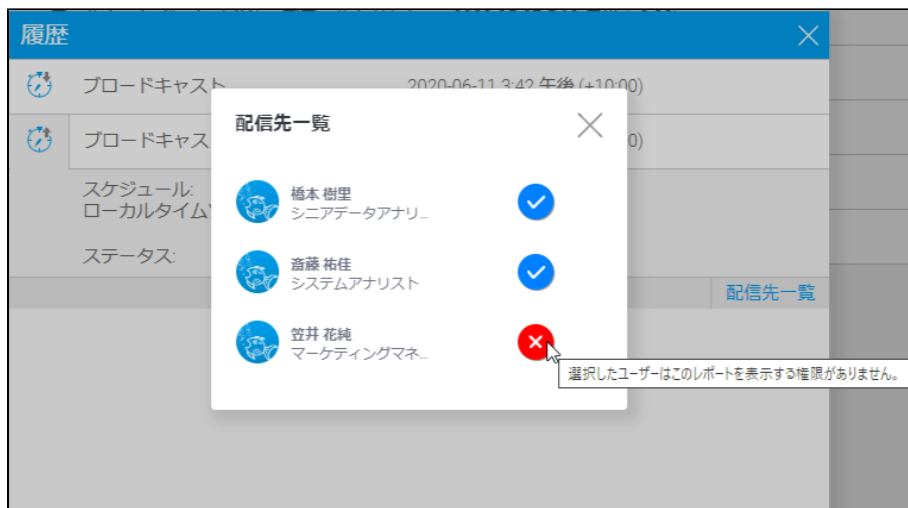 履歴
ブロードキャスト 2020-06-11 3:42 午後 (+10:00)
ブロードキャス 0)
スケジュール:
ローカルタイム
ステータス:
配信先一覧
配信先一覧
橋本 樹里
シニアデータアナリ...
斎藤 祐佳
システムアナリスト
笠井 花純
マーケティングマネ...
選択したユーザーはこのレポートを表示する権限がありません。